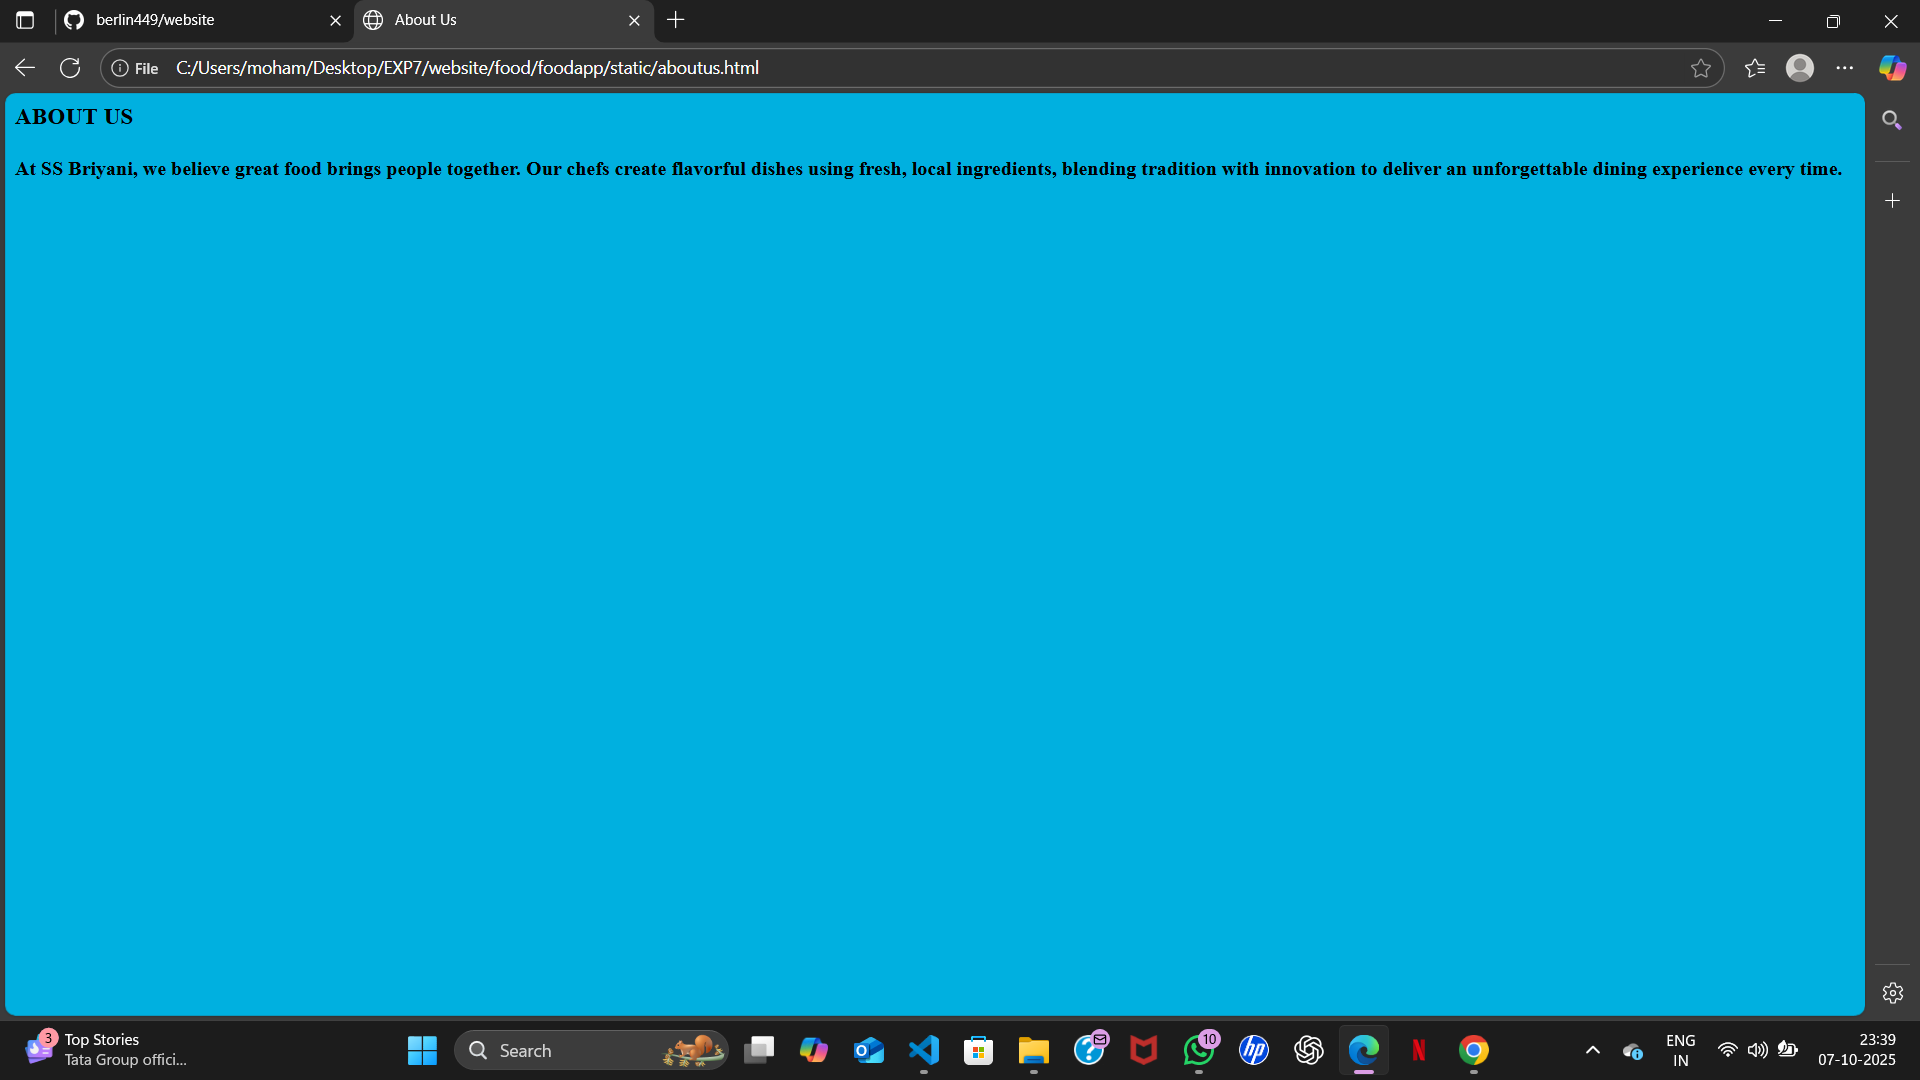 berlin449/website
About Us
File C:/Users/moham/Desktop/EXP7/website/food/foodapp/static/aboutus.html
ABOUT US
At SS Briyani, we believe great food brings people together. Our chefs create flavorful dishes using fresh, local ingredients, blending tradition with innovation to deliver an unforgettable dining experience every time.
3
Top Stories
Tata Group offici...
Search
10
hp
N
ENG
IN
23:39
07-10-2025